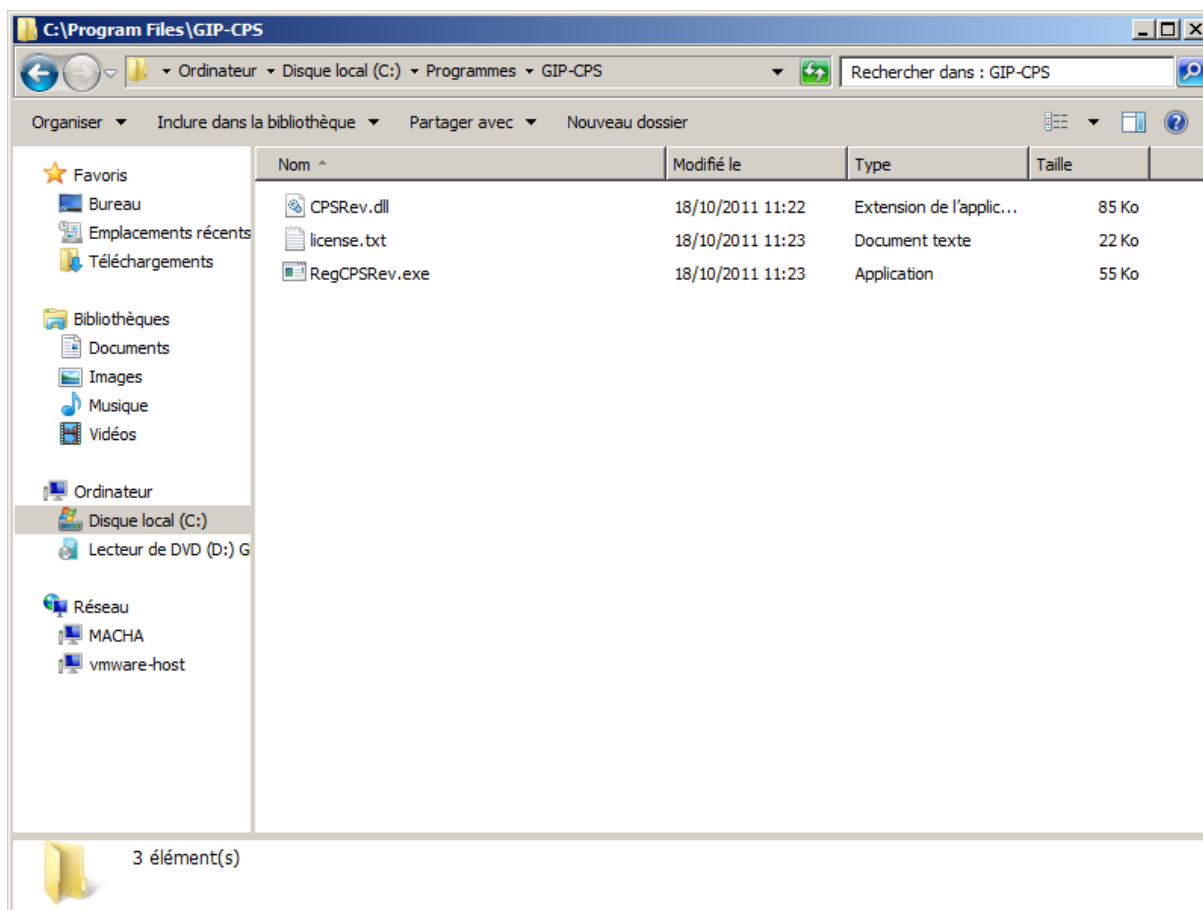 C:\Program Files\GIP-CPS
Ordinateur Disque local (C:) Programmes GIP-CPS Rechercher dans : GIP-CPS
Organiser Inclure dans la bibliothèque Partager avec Nouveau dossier
Favoris
Bureau
Emplacements récents
Téléchargements
Bibliothèques
Documents
Images
Musique
Vidéos
Ordinateur
Disque local (C:)
Lecteur de DVD (D:) G
Réseau
MACHA
vmware-host
Nom Modifié le Type Taille
CPSRev.dll 18/10/2011 11:22 Extension de l'applic... 85 Ko
license.txt 18/10/2011 11:23 Document texte 22 Ko
RegCPSRev.exe 18/10/2011 11:23 Application 55 Ko
3 élément(s)